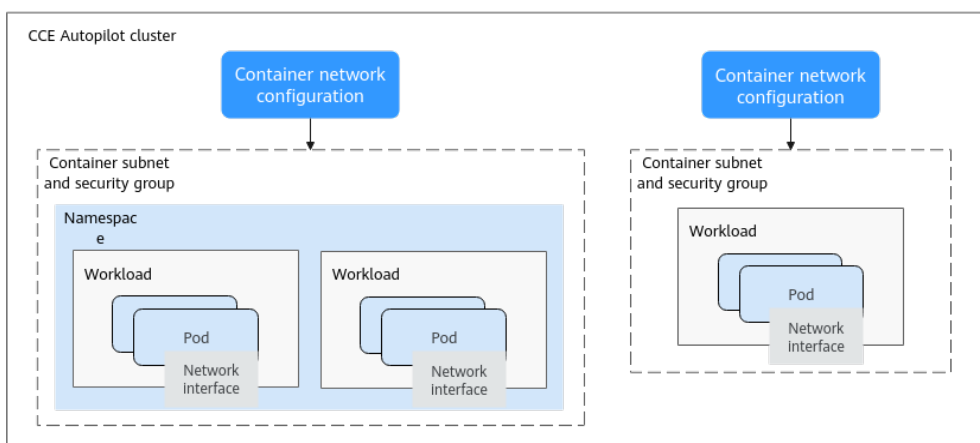 CCE Autopilot cluster
Container network
configuration
Container network
configuration
Container subnet
and security group
Container subnet
and security group
Namespac
e
Workload
Workload
Workload
Pod
Network
interface
Pod
Network
interface
Pod
Network
interface